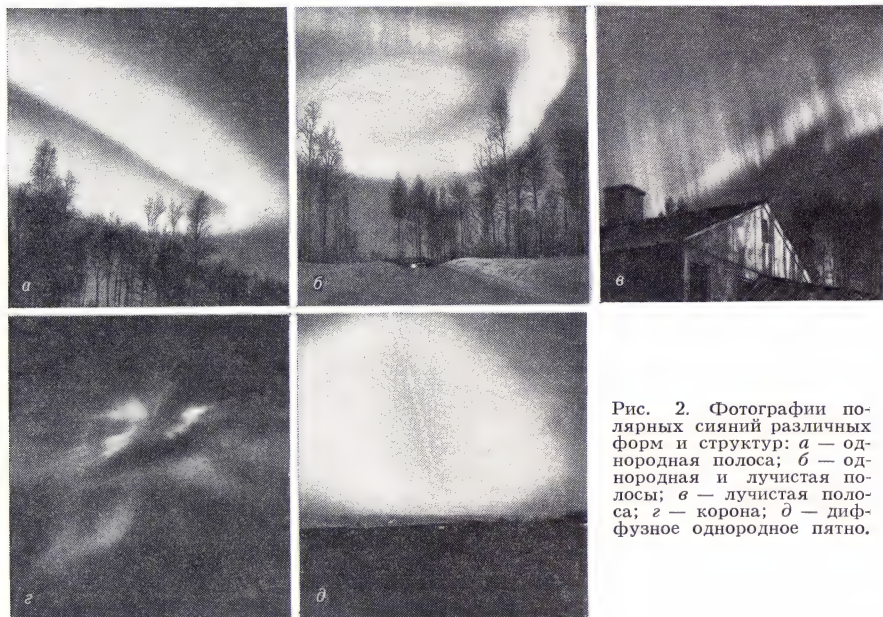 а
б
в
г
д
Рис. 2. Фотографии по-
лярных сияний различных
форм и структур: а — од-
нородная полоса; б — од-
нородная и лучистая по-
лосы; в — лучистая поло-
са; г — корона; д — диф-
фузное однородное пятно.